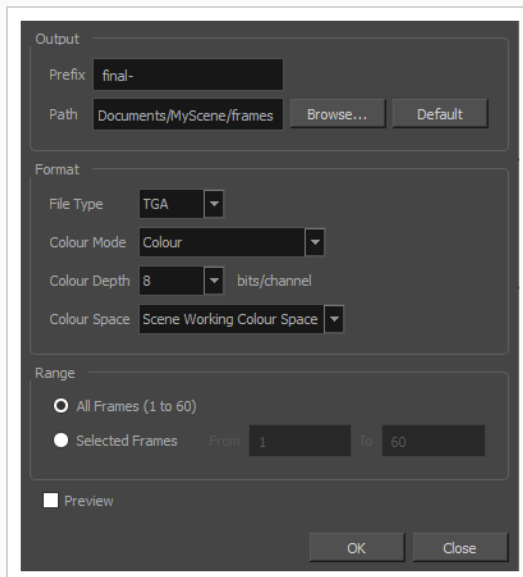 Output
Prefix final-
Path Documents/MyScene/frames Browse... Default
Format
File Type TGA
Colour Mode Colour
Colour Depth 8 bits/channel
Colour Space Scene Working Colour Space
Range
All Frames (1 to 60)
Selected Frames From 1 To 60
Preview
OK Close